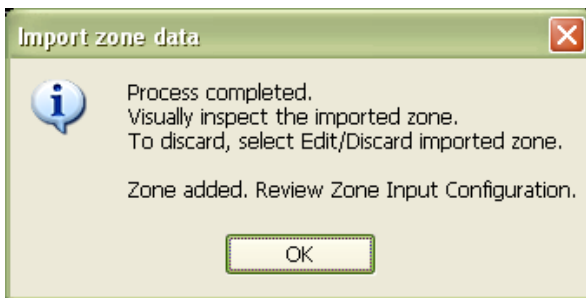 Import zone data
Process completed.
Visually inspect the imported zone.
To discard, select Edit/Discard imported zone.
Zone added. Review Zone Input Configuration.
OK